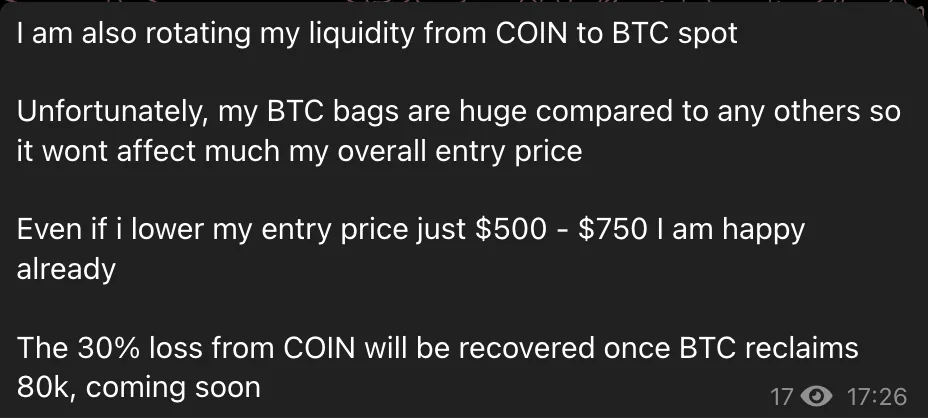 I am also rotating my liquidity from COIN to BTC spot
Unfortunately, my BTC bags are huge compared to any others so
it wont affect much my overall entry price
Even if i lower my entry price just $500 - $750 I am happy
already
The 30% loss from COIN will be recovered once BTC reclaims
80k, coming soon
17 17:26